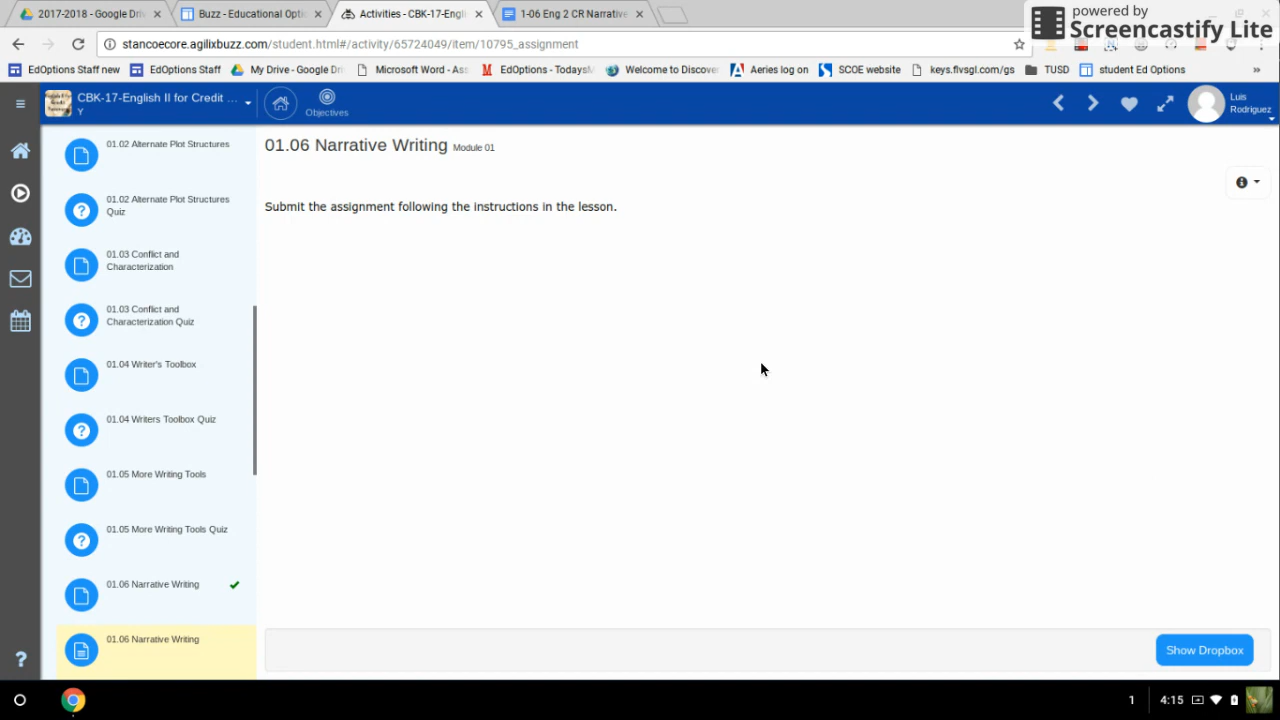 2017-2018 - Google Dri
Buzz - Educational Opti
Activities - CBK-17-Engl
1-06 Eng 2 CR Narrative
powered by
Screencastify Lite
stancoecore.agilixbuzz.com/student.html#/activity/65724049/item/10795_assignment
EdOptions Staff new
EdOptions Staff
My Drive - Google Dri
Microsoft Word - Ass
EdOptions - TodaysM
Welcome to Discover
Aeries log on
SCOE website
keys.flvsgl.com/gs
TUSD
student Ed Options
»
CBK-17-English II for Credit ...
Y
Objectives
Luis
Rodriguez
01.02 Alternate Plot Structures
01.02 Alternate Plot Structures
Quiz
01.03 Conflict and
Characterization
01.03 Conflict and
Characterization Quiz
01.04 Writer's Toolbox
01.04 Writers Toolbox Quiz
01.05 More Writing Tools
01.05 More Writing Tools Quiz
01.06 Narrative Writing
01.06 Narrative Writing
01.06 Narrative Writing Module 01
Submit the assignment following the instructions in the lesson.
Show Dropbox
1
4:15